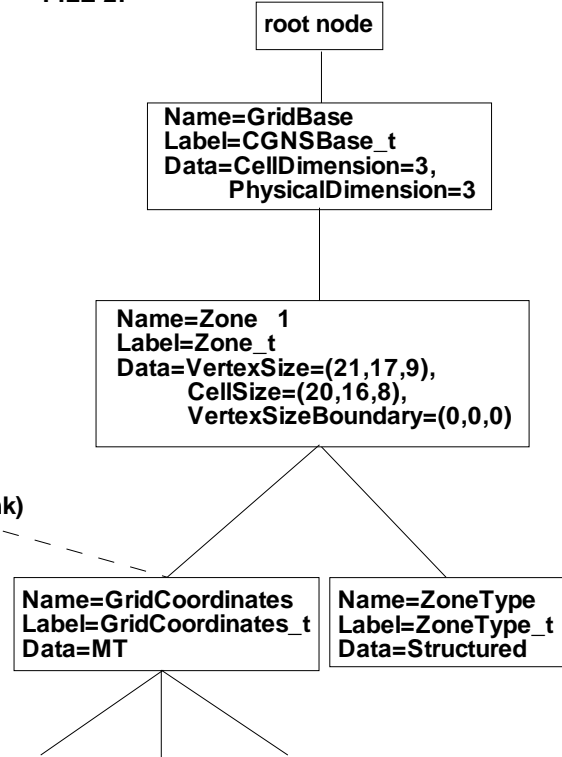 root node
Name=GridBase
Label=CGNSBase_t
Data=CellDimension=3,
PhysicalDimension=3
Name=Zone 1
Label=Zone_t
Data=VertexSize=(21,17,9),
CellSize=(20,16,8),
VertexSizeBoundary=(0,0,0)
Name=GridCoordinates
Label=GridCoordinates_t
Data=MT
Name=ZoneType
Label=ZoneType_t
Data=Structured